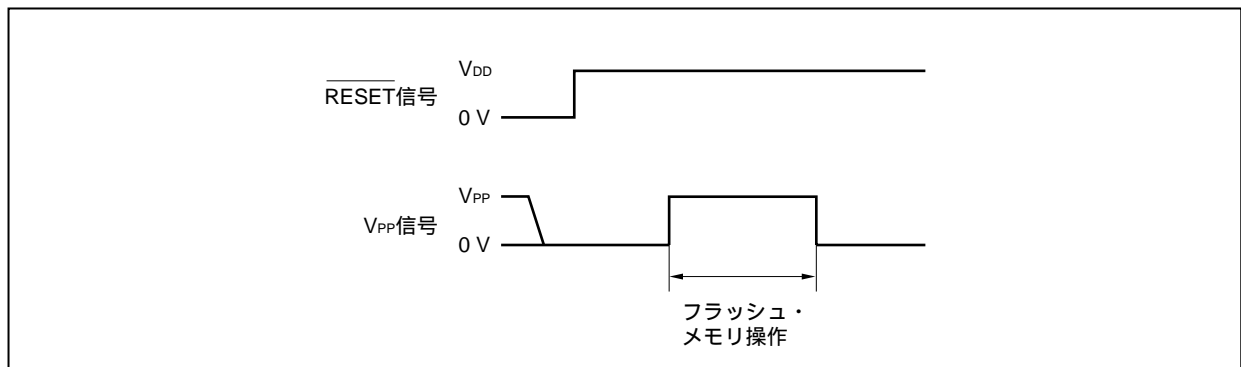 VDD
RESET信号
0 V
VPP
VPP信号
0 V
フラッシュ・
メモリ操作